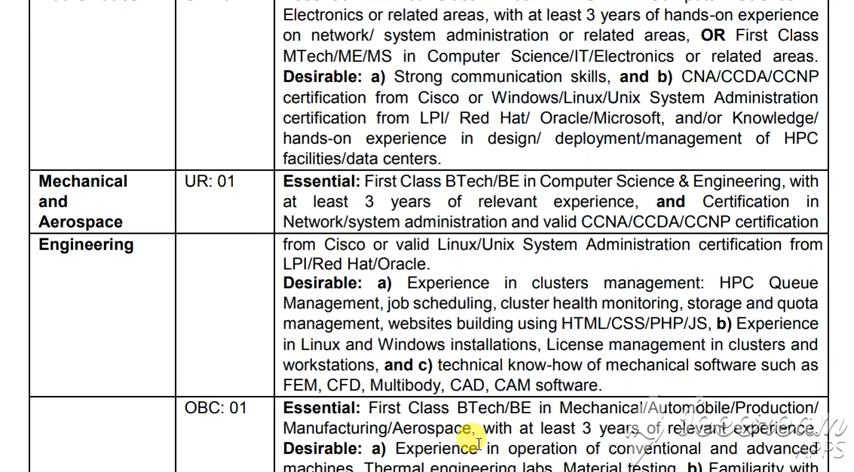 Electronics or related areas, with at least 3 years of hands-on experience
on network/ system administration or related areas, OR First Class
MTech/ME/MS in Computer Science/IT/Electronics or related areas.
Desirable: a) Strong communication skills, and b) CNA/CCDA/CCNP
certification from Cisco or Windows/Linux/Unix System Administration
certification from LPI/ Red Hat/ Oracle/Microsoft, and/or Knowledge/
hands-on experience in design/ deployment/management of HPC
facilities/data centers.
Mechanical
and
Aerospace
UR: 01
Essential: First Class BTech/BE in Computer Science & Engineering, with
at least 3 years of relevant experience, and Certification in
Network/system administration and valid CCNA/CCDA/CCNP certification
Engineering
from Cisco or valid Linux/Unix System Administration certification from
LPI/Red Hat/Oracle.
Desirable: a) Experience in clusters management: HPC Queue
Management, job scheduling, cluster health monitoring, storage and quota
management, websites building using HTML/CSS/PHP/JS, b) Experience
in Linux and Windows installations, License management in clusters and
workstations, and c) technical know-how of mechanical software such as
FEM, CFD, Multibody, CAD, CAM software.
OBC: 01
Essential: First Class BTech/BE in Mechanical/Automobile/Production/
Manufacturing/Aerospace, with at least 3 years of relevant experience.
Desirable: a) Experience in operation of conventional and advanced
machines, Thermal engineering labs, Material testing, b) Familiarity with
APPS